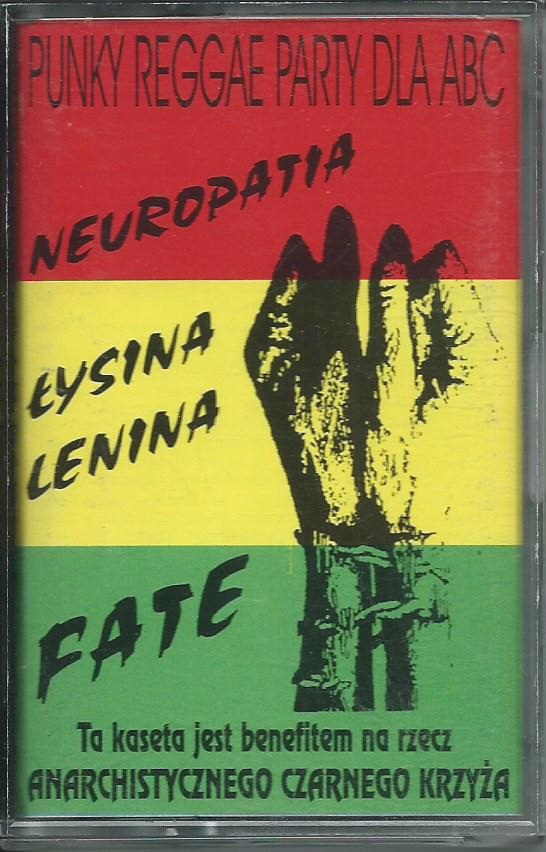 PUNKY REGGAE PARTY DLA ABC
NEUROPATIA
ŁYSINA
LENINA
FATE
Ta kaseta jest benefitem na rzecz
ANARCHISTYCZNEGO CZARNEGO KRZYŻA